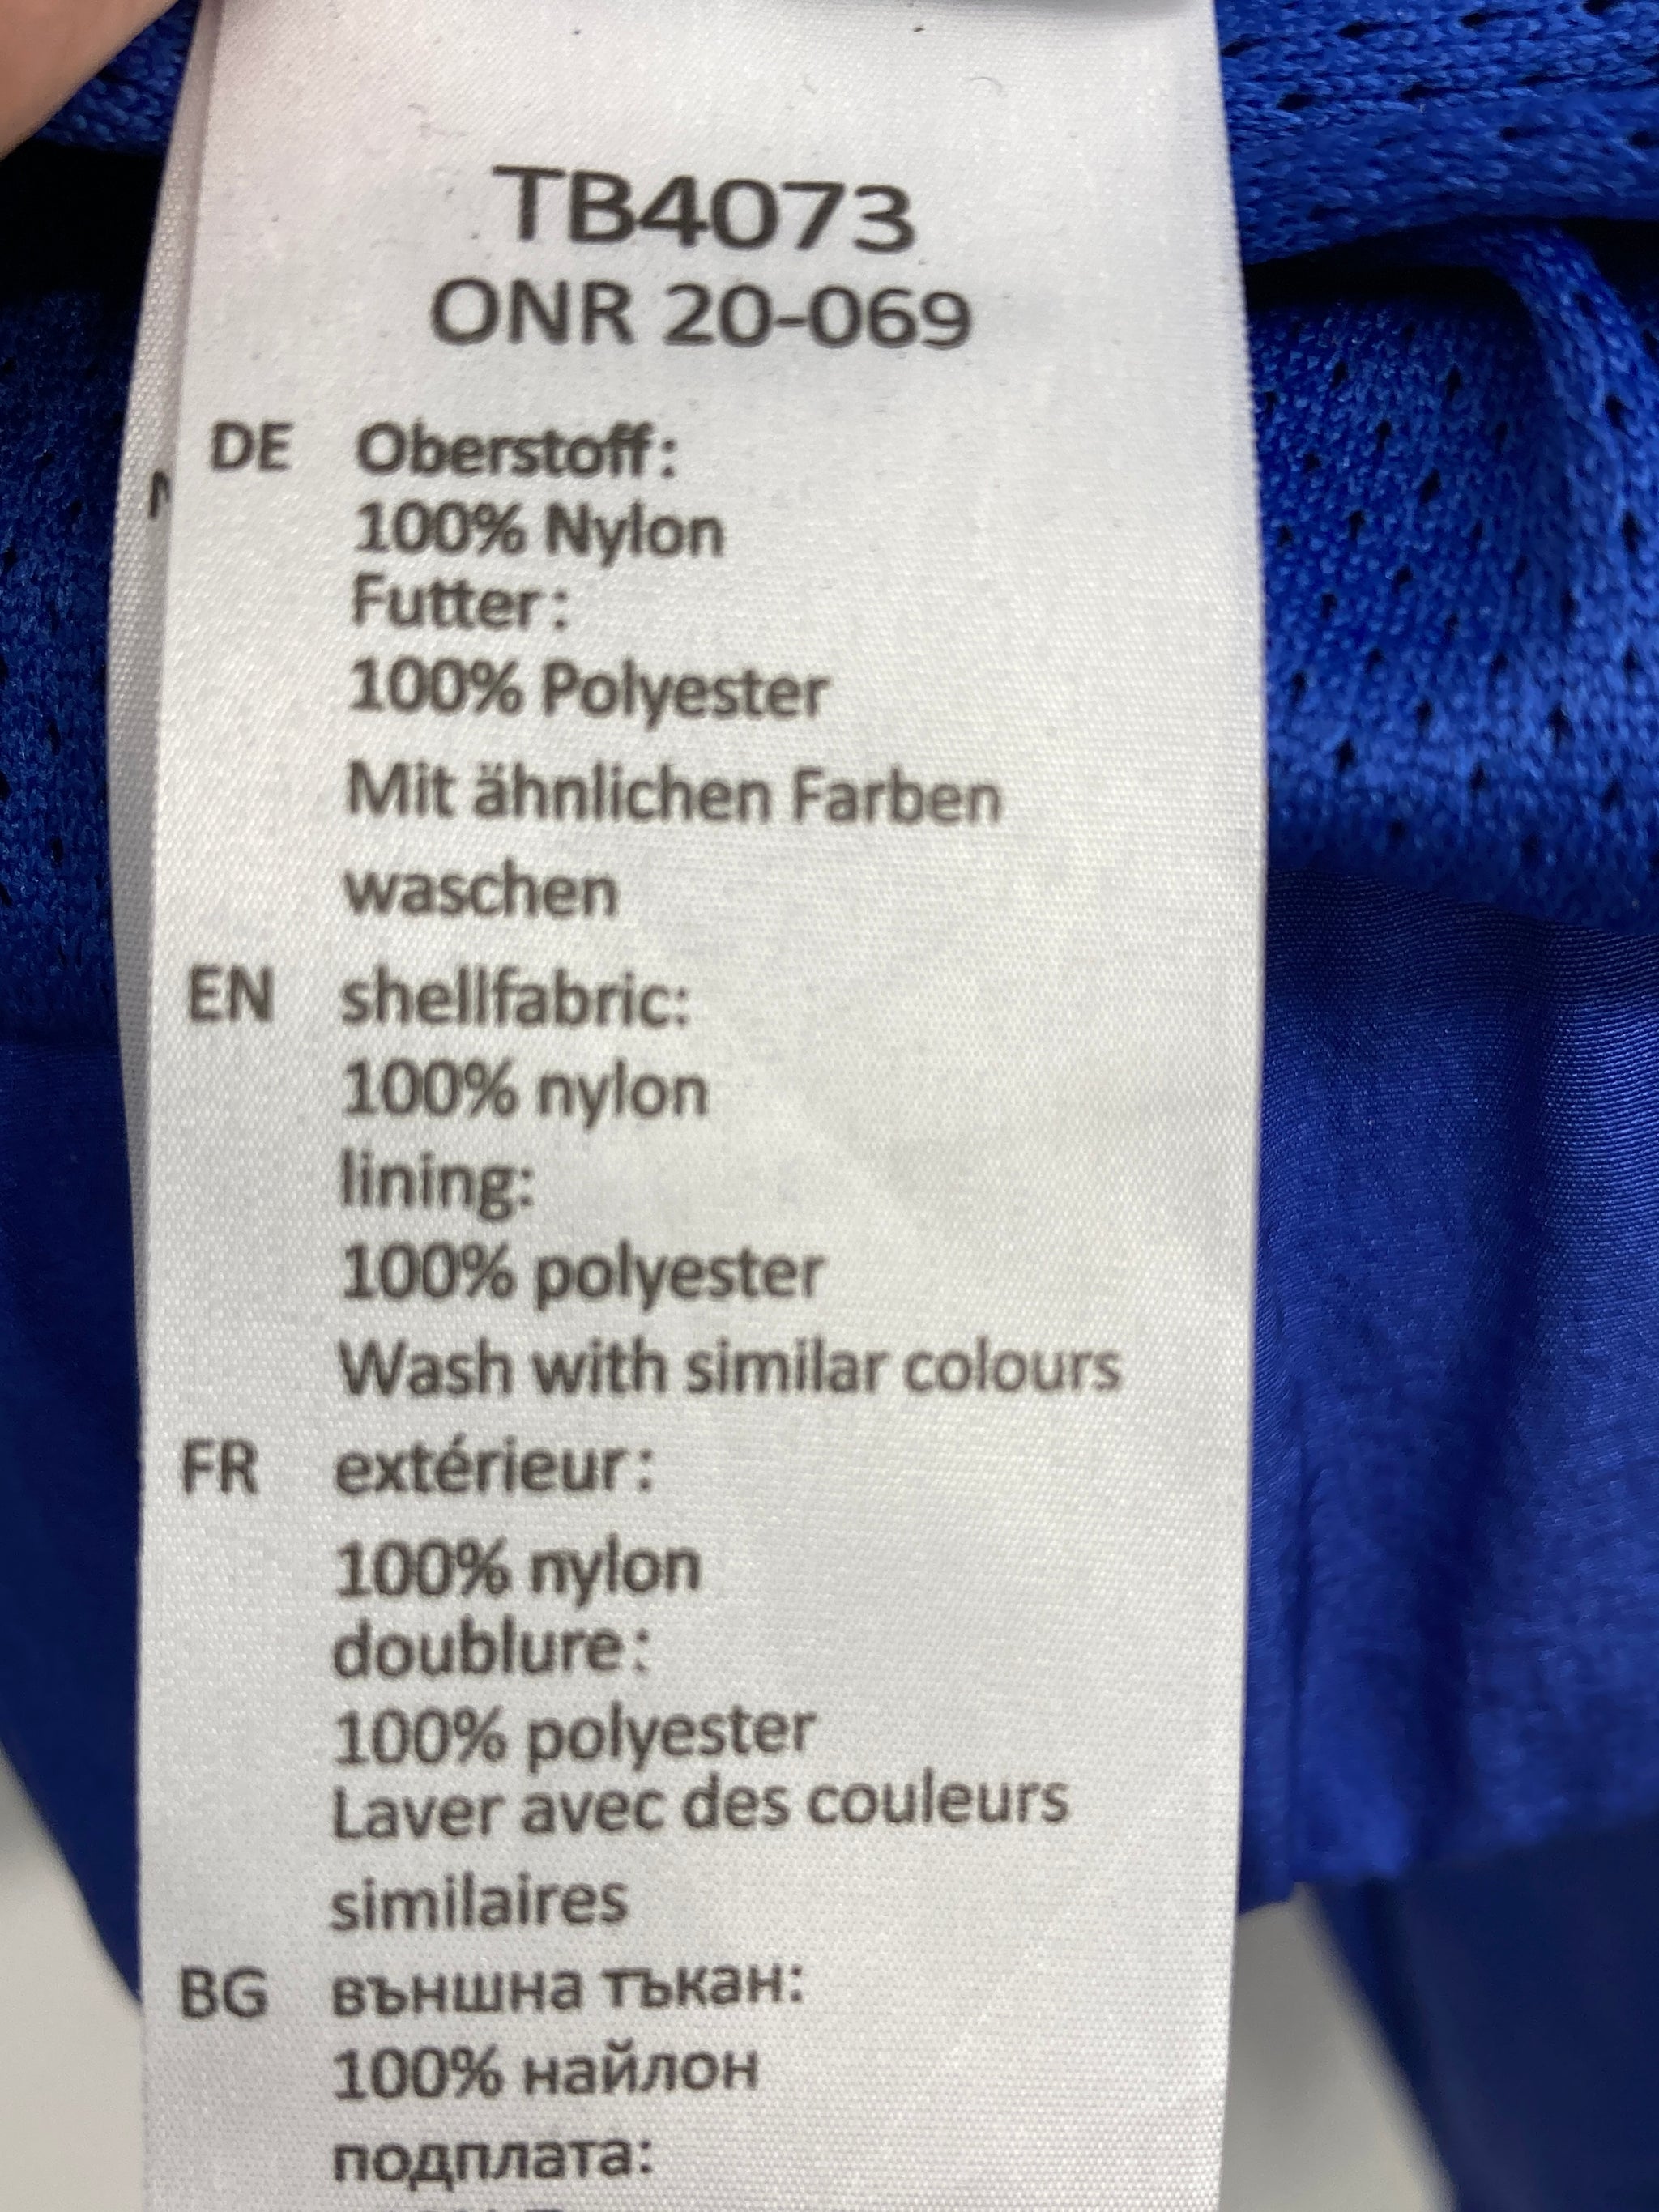 TB4073
ONR 20-069
DE Oberstoff:
100% Nylon
Futter:
100% Polyester
Mit ähnlichen Farben
waschen
EN shellfabric:
100% nylon
lining:
100% polyester
Wash with similar colours
FR extérieur:
100% nylon
doublure:
100% polyester
Laver avec des couleurs
similaires
BG външна тъкан:
100% найлон
подплата: